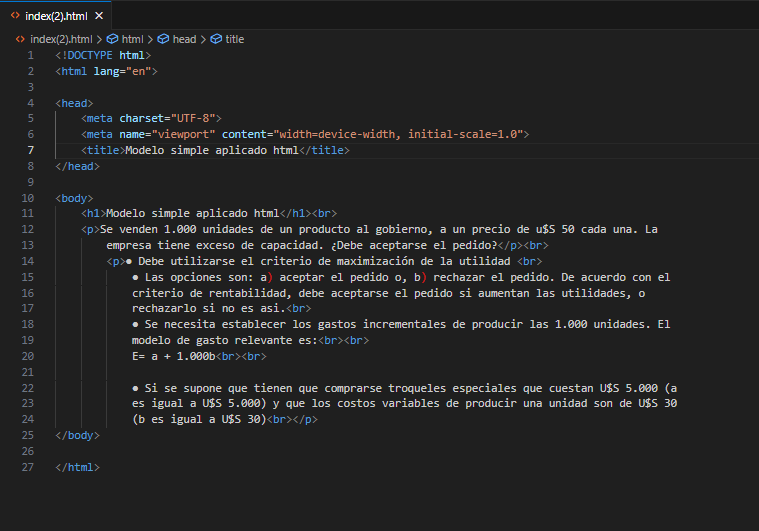 index(2).html ×
index(2).html > html > head > title
1 <!DOCTYPE html>
2 <html lang="en">
3
4 <head>
5 <meta charset="UTF-8">
6 <meta name="viewport" content="width=device-width, initial-scale=1.0">
7 <title>Modelo simple aplicado html</title>
8 </head>
9
10 <body>
11 <h1>Modelo simple aplicado html</h1><br>
12 <p>Se venden 1.000 unidades de un producto al gobierno, a un precio de u$S 50 cada una. La
13 empresa tiene exceso de capacidad. ¿Debe aceptarse el pedido?</p><br>
14 <p>● Debe utilizarse el criterio de maximización de la utilidad <br>
15 ● Las opciones son: a) aceptar el pedido o, b) rechazar el pedido. De acuerdo con el
16 criterio de rentabilidad, debe aceptarse el pedido si aumentan las utilidades, o
17 rechazarlo si no es asi.<br>
18 ● Se necesita establecer los gastos incrementales de producir las 1.000 unidades. El
19 modelo de gasto relevante es:<br><br>
20 E= a + 1.000b<br><br>
21
22 ● Si se supone que tienen que comprarse troqueles especiales que cuestan U$S 5.000 (a
23 es igual a U$S 5.000) y que los costos variables de producir una unidad son de U$S 30
24 (b es igual a U$S 30)<br></p>
25 </body>
26
27 </html>